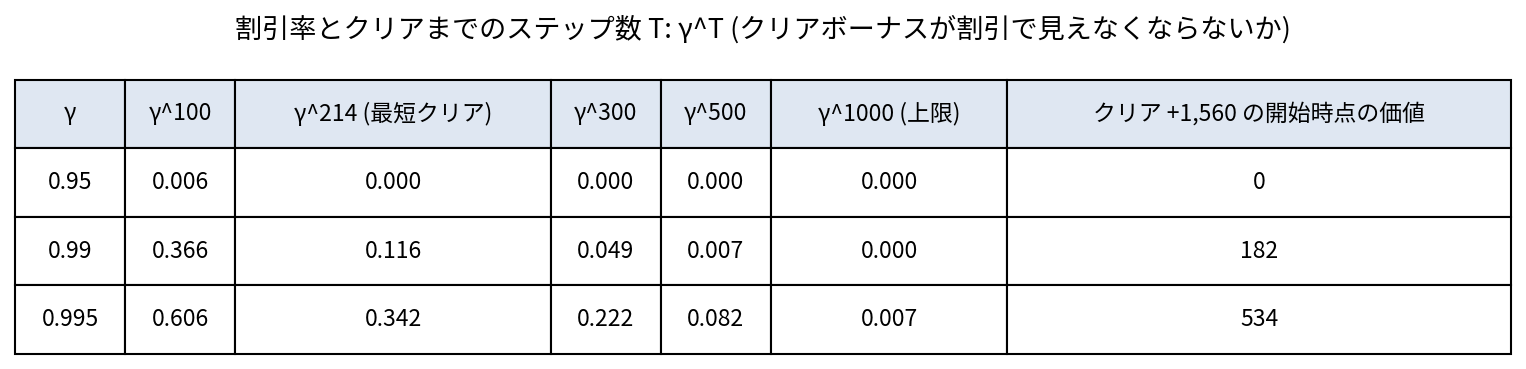 割引率とクリアまでのステップ数 T: γ^T (クリアボーナスが割引で見えなくならないか)
γ γ^100 γ^214 (最短クリア) γ^300 γ^500 γ^1000 (上限) クリア +1,560 の開始時点の価値
0.95 0.006 0.000 0.000 0.000 0.000 0
0.99 0.366 0.116 0.049 0.007 0.000 182
0.995 0.606 0.342 0.222 0.082 0.007 534